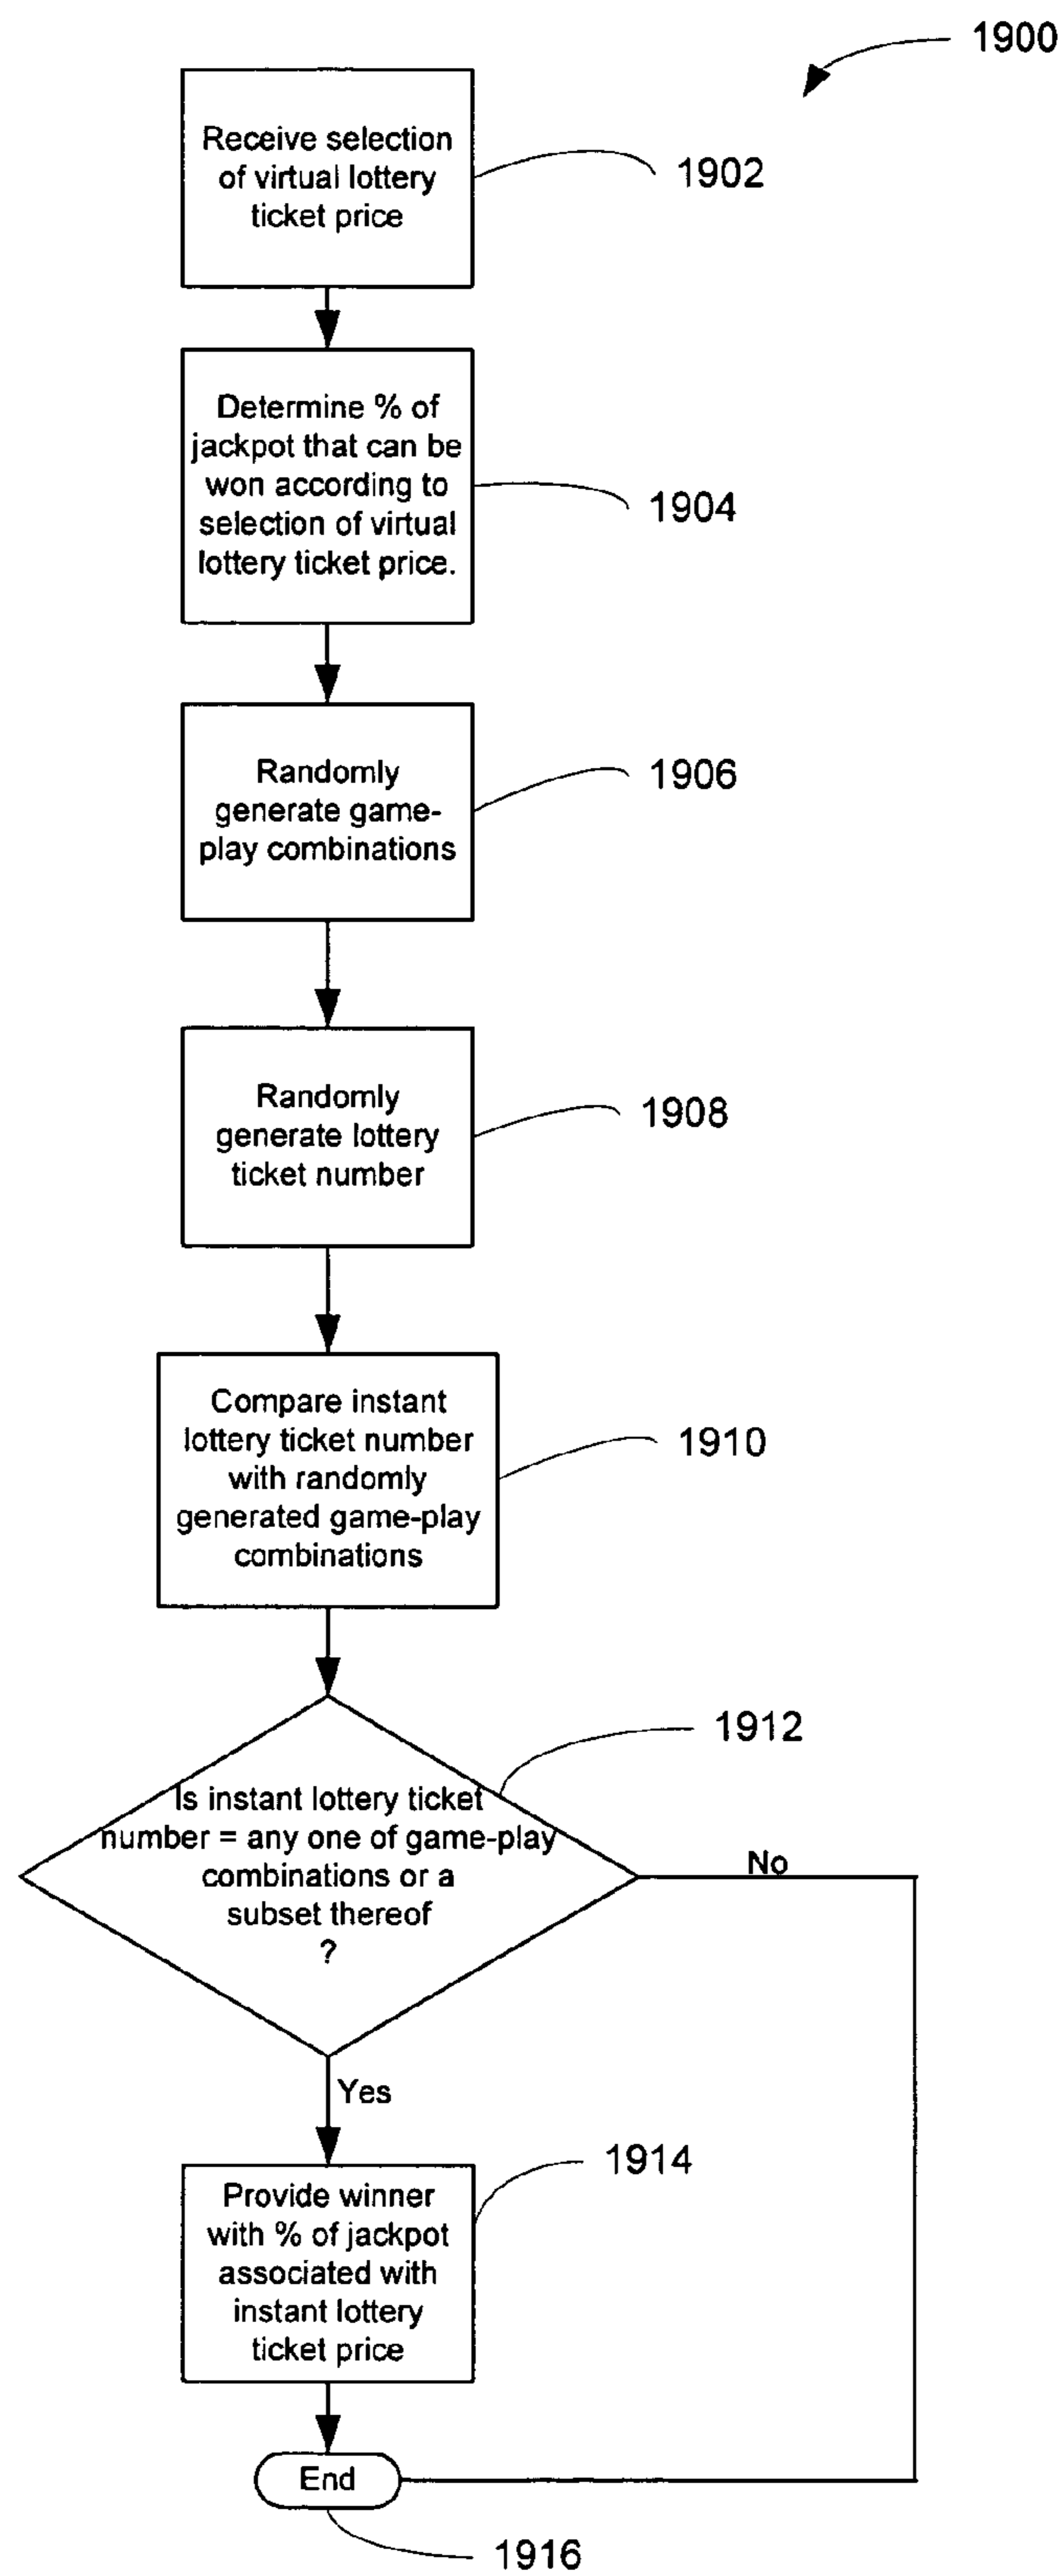 1900
Receive selection
of virtual lottery
ticket price
1902
Determine % of
jackpot that can be
won according to
selection of virtual
lottery ticket price.
1904
Randomly
generate game-
play combinations
1906
Randomly
generate lottery
ticket number
1908
Compare instant
lottery ticket number
with randomly
generated game-play
combinations
1910
1912
Is instant lottery ticket
number = any one of game-play
combinations or a
subset thereof
?
No
Yes
1914
Provide winner
with % of jackpot
associated with
instant lottery
ticket price
End
1916